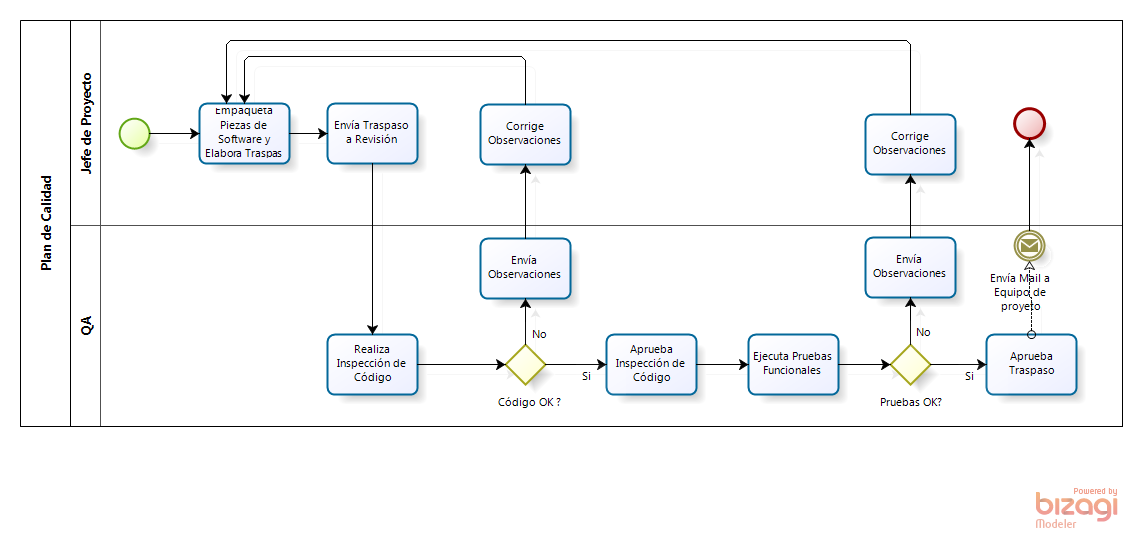 Plan de Calidad
Jefe de Proyecto
Empaqueta
Piezas de
Software y
Elabora Traspas
Envía Traspaso
a Revisión
Corrige
Observaciones
Corrige
Observaciones
QA
Envía
Observaciones
Envía
Observaciones
Envía Mail a
Equipo de
proyeto
No
No
Realiza
Inspección de
Código
Código OK ?
Si
Aprueba
Inspección de
Código
Ejecuta Pruebas
Funcionales
Pruebas OK?
Si
Aprueba
Traspaso
Powered by
bizagi
Modeler